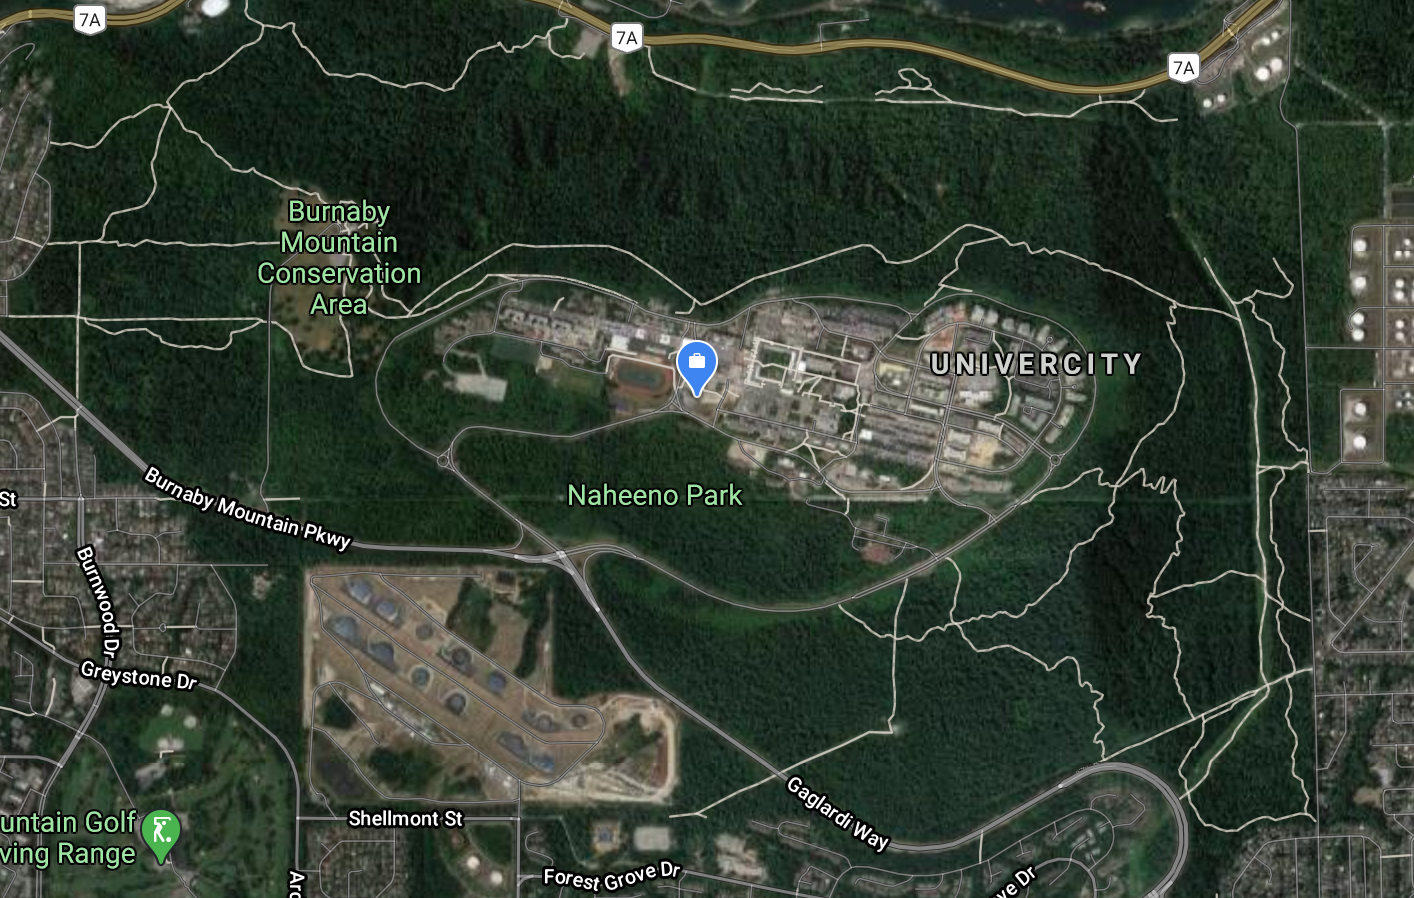 7A
7A
7A
Burnaby
Mountain
Conservation
Area
UNIVERCITY
Naheeno Park
St
Burnaby Mountain Pkwy
Burnwood Dr
Greystone Dr
Gaglardi Way
Shellmont St
untain Golf
ving Range
Forest Grove Dr
ve Dr
Arc